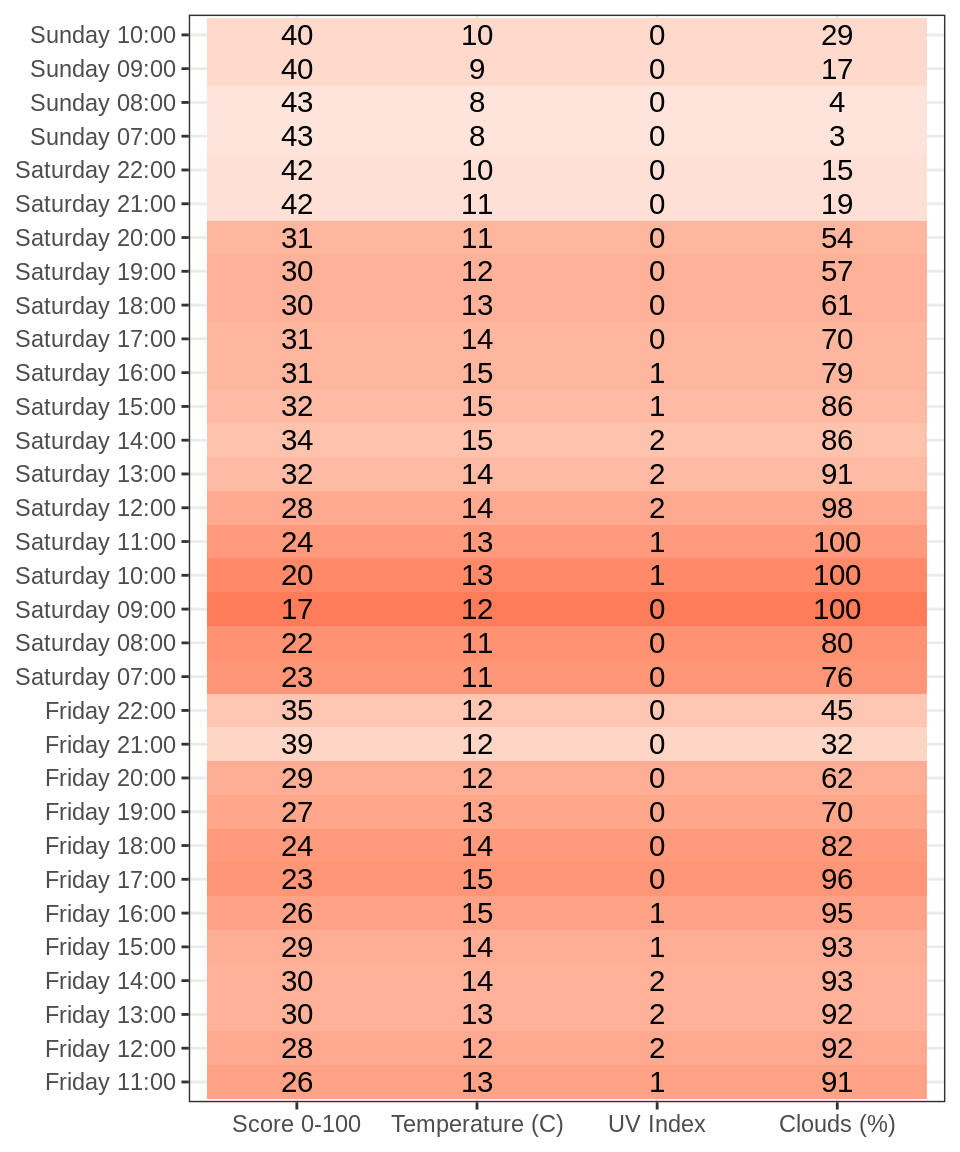 Sunday 10:00 40 10 0 29
Sunday 09:00 40 9 0 17
Sunday 08:00 43 8 0 4
Sunday 07:00 43 8 0 3
Saturday 22:00 42 10 0 15
Saturday 21:00 42 11 0 19
Saturday 20:00 31 11 0 54
Saturday 19:00 30 12 0 57
Saturday 18:00 30 13 0 61
Saturday 17:00 31 14 0 70
Saturday 16:00 31 15 1 79
Saturday 15:00 32 15 1 86
Saturday 14:00 34 15 2 86
Saturday 13:00 32 14 2 91
Saturday 12:00 28 14 2 98
Saturday 11:00 24 13 1 100
Saturday 10:00 20 13 1 100
Saturday 09:00 17 12 0 100
Saturday 08:00 22 11 0 80
Saturday 07:00 23 11 0 76
Friday 22:00 35 12 0 45
Friday 21:00 39 12 0 32
Friday 20:00 29 12 0 62
Friday 19:00 27 13 0 70
Friday 18:00 24 14 0 82
Friday 17:00 23 15 0 96
Friday 16:00 26 15 1 95
Friday 15:00 29 14 1 93
Friday 14:00 30 14 2 93
Friday 13:00 30 13 2 92
Friday 12:00 28 12 2 92
Friday 11:00 26 13 1 91
Score 0-100 Temperature (C) UV Index Clouds (%)